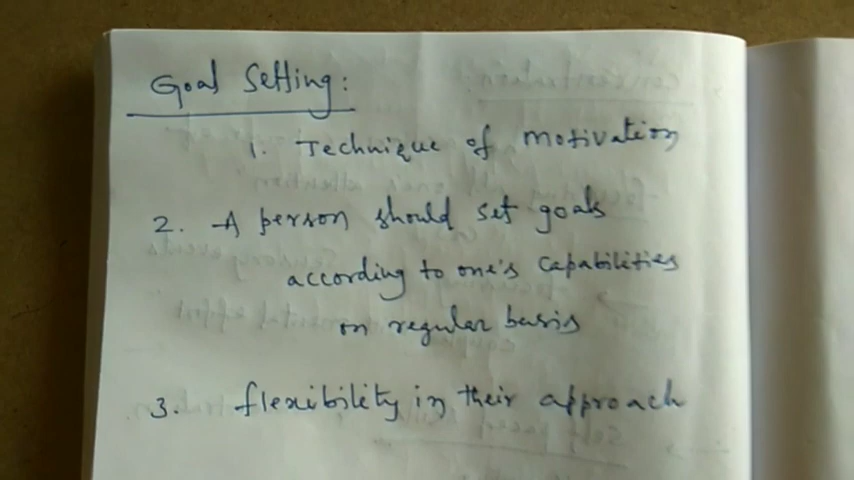 Goal Setting:
1. Technique of motivation
2. A person should set goals
according to one's capabilities
on regular basis
3. flexibility in their approach